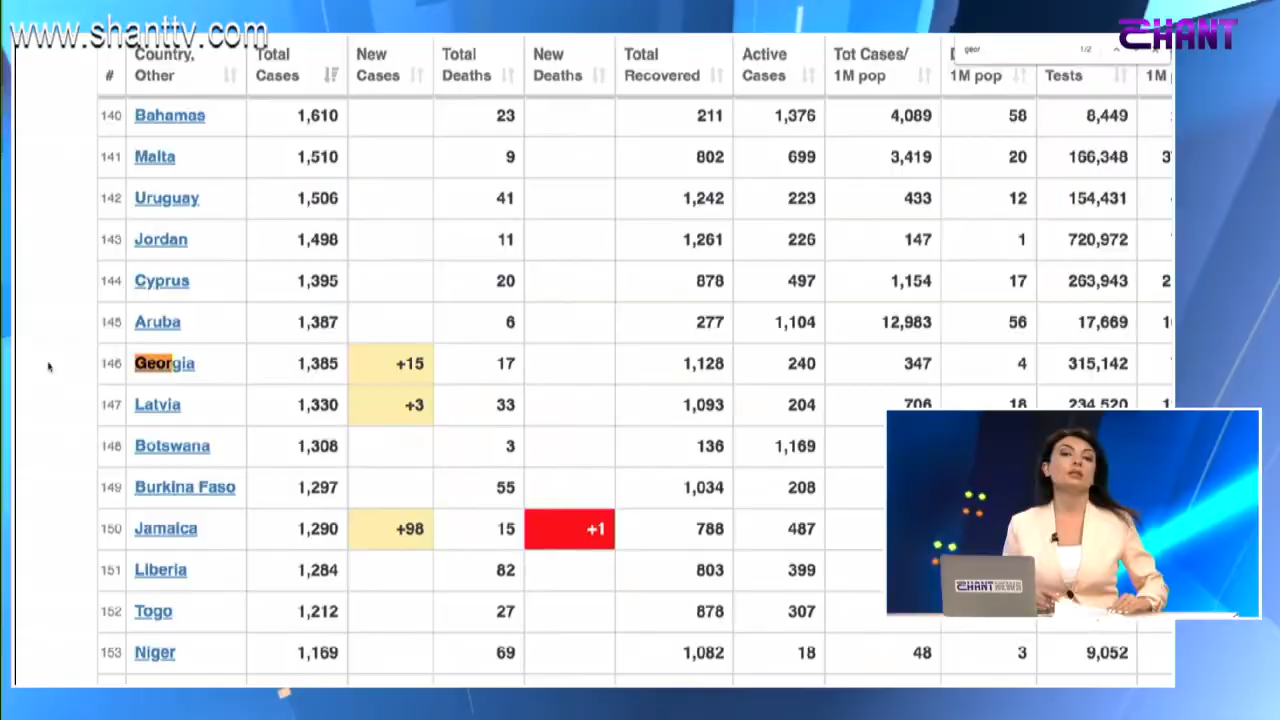 www.shanttv.com
SHANT
geor 1/2
# Country, Other Total Cases New Cases Total Deaths New Deaths Total Recovered Active Cases Tot Cases/ 1M pop 1M pop Tests 1M
140 Bahamas 1,610 23 211 1,376 4,089 58 8,449
141 Malta 1,510 9 802 699 3,419 20 166,348
142 Uruguay 1,506 41 1,242 223 433 12 154,431
143 Jordan 1,498 11 1,261 226 147 1 720,972
144 Cyprus 1,395 20 878 497 1,154 17 263,943 2
145 Aruba 1,387 6 277 1,104 12,983 56 17,669
146 Georgia 1,385 +15 17 1,128 240 347 4 315,142
147 Latvia 1,330 +3 33 1,093 204 706 18 234,520
148 Botswana 1,308 3 136 1,169
149 Burkina Faso 1,297 55 1,034 208
150 Jamaica 1,290 +98 15 +1 788 487
151 Liberia 1,284 82 803 399
152 Togo 1,212 27 878 307
153 Niger 1,169 69 1,082 18 48 3 9,052
SHANT NEWS